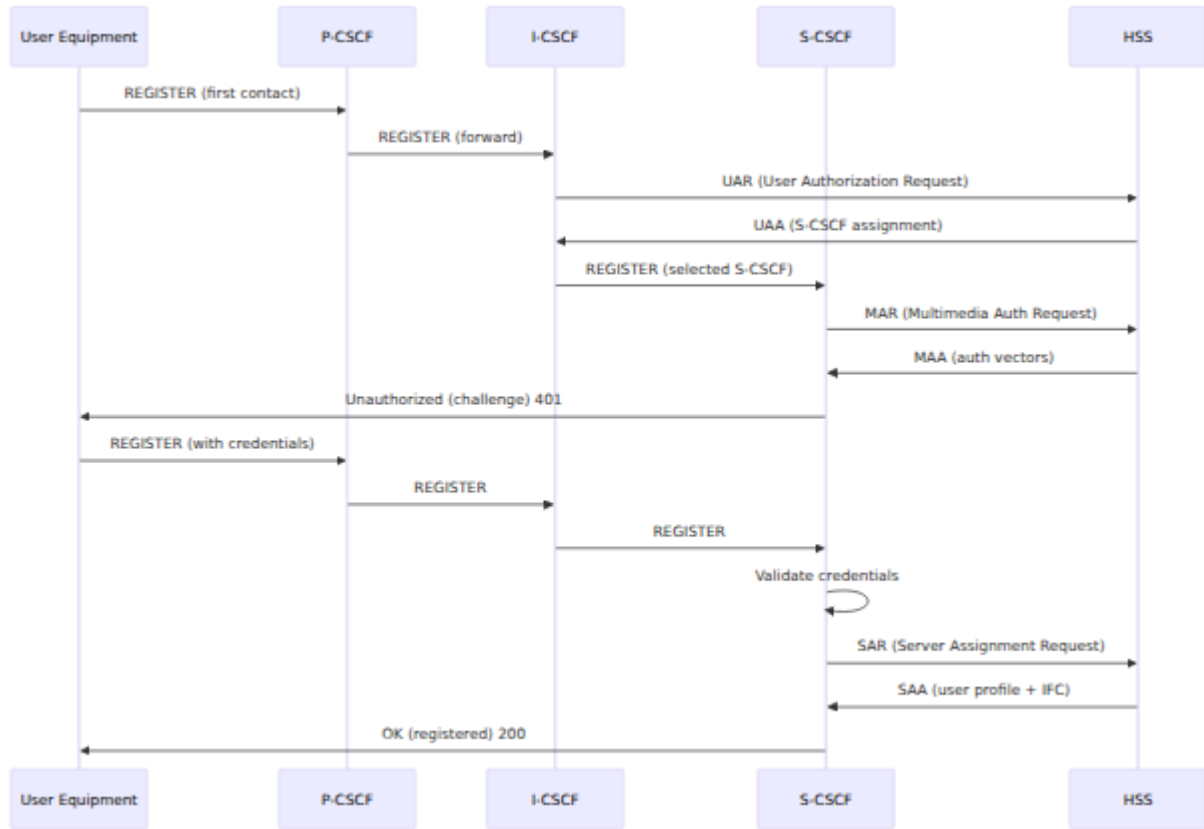 User Equipment
P-CSCF
I-CSCF
S-CSCF
HSS
REGISTER (first contact)
REGISTER (forward)
UAR (User Authorization Request)
UAA (S-CSCF assignment)
REGISTER (selected S-CSCF)
MAR (Multimedia Auth Request)
MAA (auth vectors)
Unauthorized (challenge) 401
REGISTER (with credentials)
REGISTER
REGISTER
Validate credentials
SAR (Server Assignment Request)
SAA (user profile + IFC)
OK (registered) 200
User Equipment
P-CSCF
I-CSCF
S-CSCF
HSS